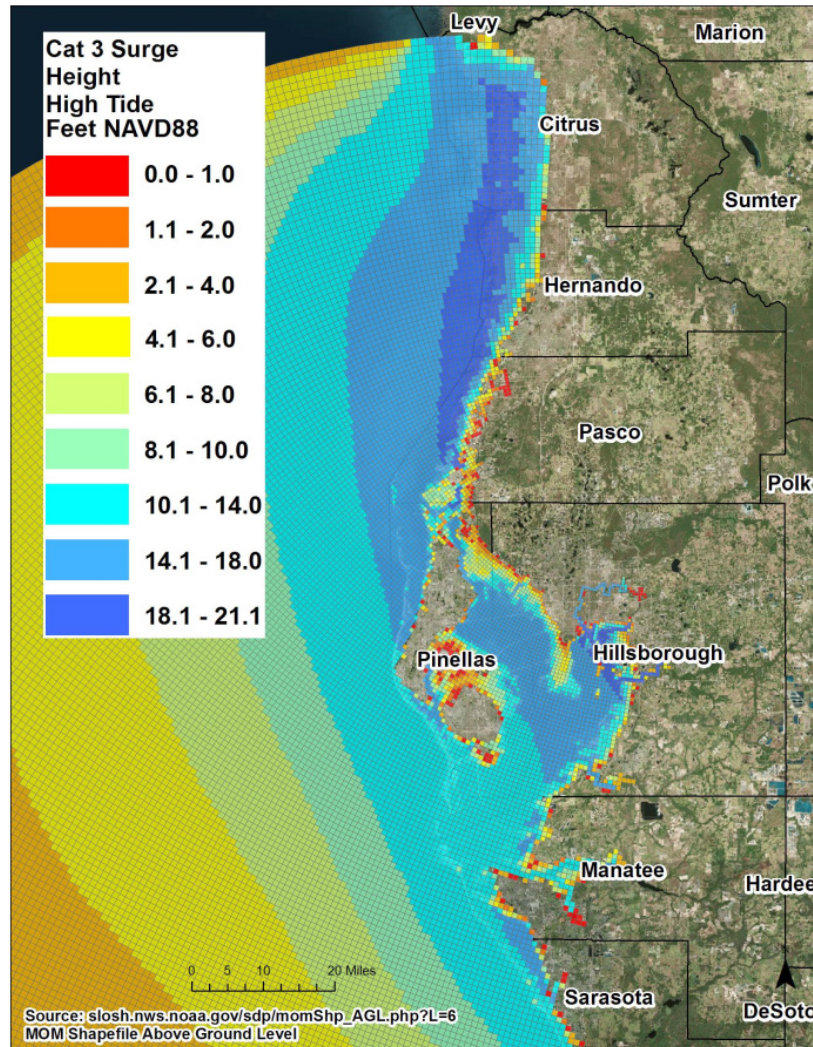 Cat 3 Surge
Height
High Tide
Feet NAVD88
0.0 - 1.0
1.1 - 2.0
2.1 - 4.0
4.1 - 6.0
6.1 - 8.0
8.1 - 10.0
10.1 - 14.0
14.1 - 18.0
18.1 - 21.1
Levy
Marion
Citrus
Sumter
Hernando
Pasco
Polk
Pinellas
Hillsborough
Manatee
Hardee
Sarasota
DeSoto
0 5 10 20 Miles
Source: slosh.nws.noaa.gov/sdp/momShp_AGL.php?L=6
MOM Shapefile Above Ground Level